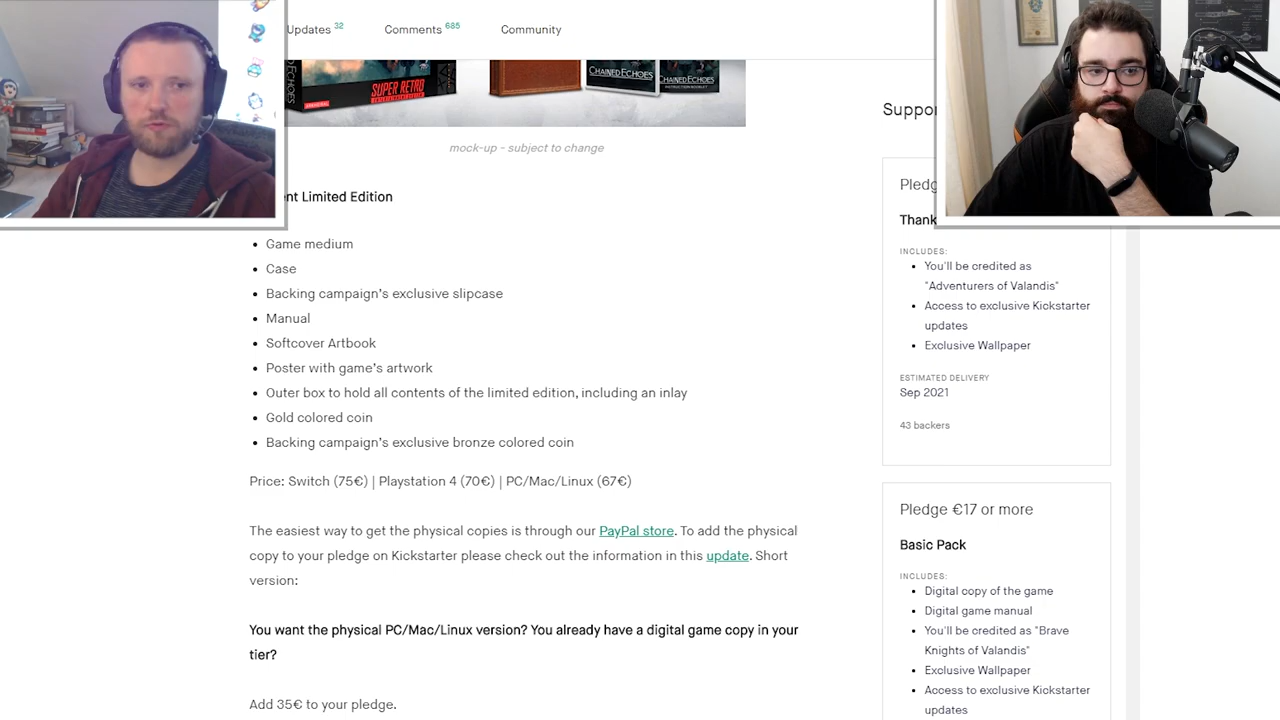 Updates 32
Comments 685
Community
SUPER RETRO
CHAINED ECHOES
mock-up - subject to change
Limited Edition
• Game medium
• Case
• Backing campaign's exclusive slipcase
• Manual
• Softcover Artbook
• Poster with game's artwork
• Outer box to hold all contents of the limited edition, including an inlay
• Gold colored coin
• Backing campaign's exclusive bronze colored coin
Price: Switch (75€) | Playstation 4 (70€) | PC/Mac/Linux (67€)
The easiest way to get the physical copies is through our PayPal store. To add the physical
copy to your pledge on Kickstarter please check out the information in this update. Short
version:
You want the physical PC/Mac/Linux version? You already have a digital game copy in your
tier?
Add 35€ to your pledge.
Suppor
Pledg
Thank
INCLUDES:
• You'll be credited as
"Adventurers of Valandis"
• Access to exclusive Kickstarter
updates
• Exclusive Wallpaper
ESTIMATED DELIVERY
Sep 2021
43 backers
Pledge €17 or more
Basic Pack
INCLUDES:
• Digital copy of the game
• Digital game manual
• You'll be credited as "Brave
Knights of Valandis"
• Exclusive Wallpaper
• Access to exclusive Kickstarter
updates